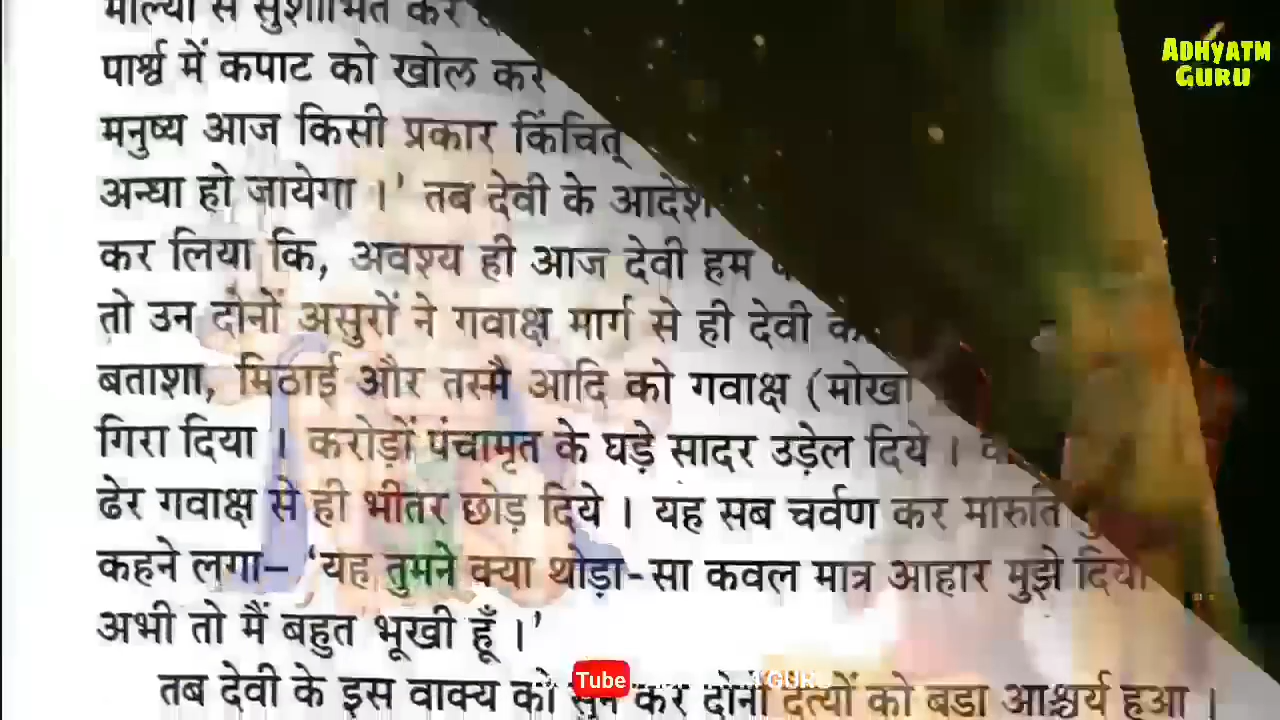 माल्यों से सुशोभित कर
पार्श्व में कपाट को खोल कर
मनुष्य आज किसी प्रकार किंचित्
अन्धा हो जायेगा ।' तब देवी के आदेश
कर लिया कि, अवश्य ही आज देवी हम
तो उन दोनों असुरों ने गवाक्ष मार्ग से ही देवी
बताशा, मिठाई और तस्मै आदि को गवाक्ष (मोखा
गिरा दिया । करोड़ों पंचामृत के घड़े सादर उड़ेल दिये ।
ढेर गवाक्ष से ही भीतर छोड़ दिये । यह सब चर्वण कर मारुति
कहने लगा– 'यह तुमने क्या थोड़ा-सा कवल मात्र आहार मुझे दिया
अभी तो मैं बहुत भूखी हूँ ।'
तब देवी के इस वाक्य को सुन कर दोनों दैत्यों को बड़ा आश्चर्य हुआ ।
ADHYATM
GURU
Tube
GURU